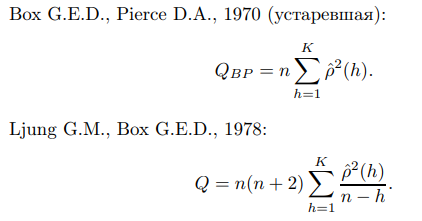 Box G.E.D., Pierce D.A., 1970 (устаревшая):
$$Q_{BP} = n \sum_{h=1}^{K} \hat{\rho}^2(h).$$
Ljung G.M., Box G.E.D., 1978:
$$Q = n(n+2) \sum_{h=1}^{K} \frac{\hat{\rho}^2(h)}{n-h}.$$